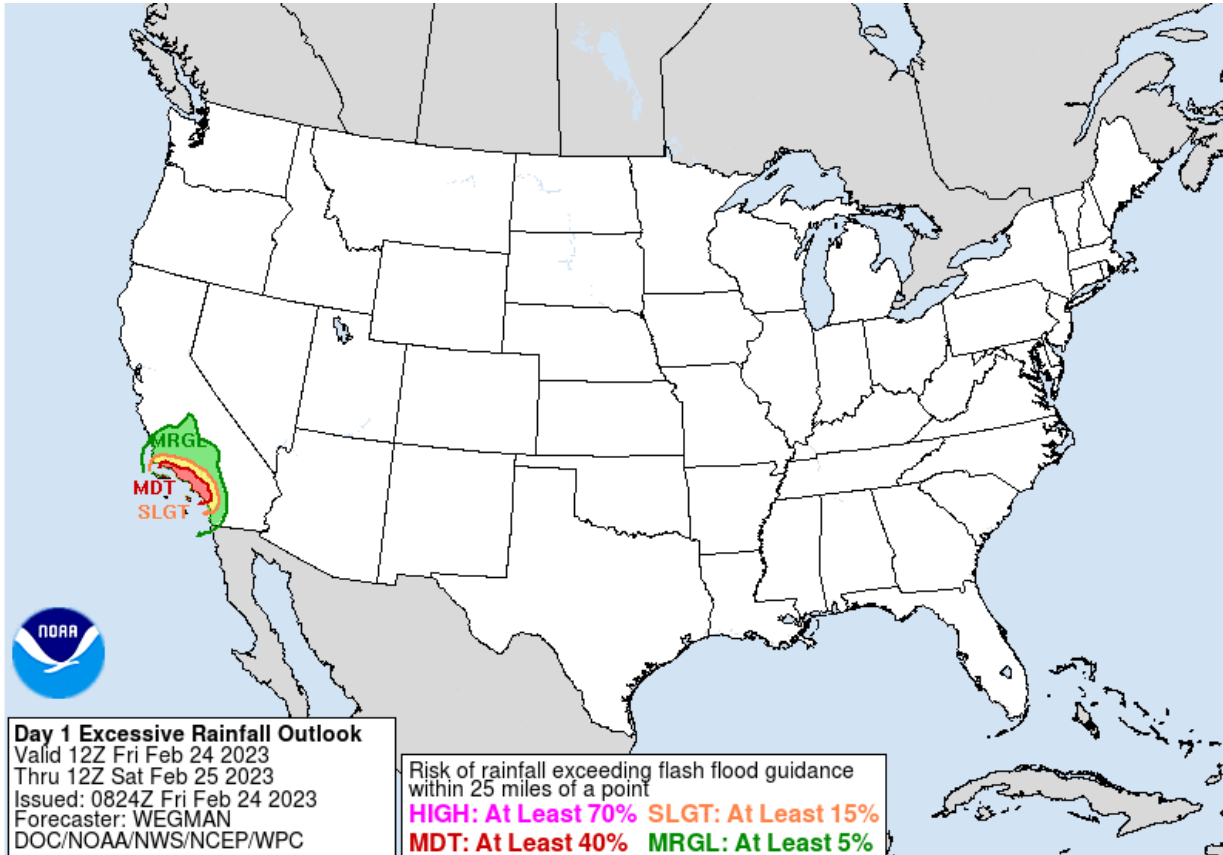 MRGL
MDT
SLGT
NOAA
Day 1 Excessive Rainfall Outlook
Valid 12Z Fri Feb 24 2023
Thru 12Z Sat Feb 25 2023
Issued: 0824Z Fri Feb 24 2023
Forecaster: WEGMAN
DOC/NOAA/NWS/NCEP/WPC
Risk of rainfall exceeding flash flood guidance
within 25 miles of a point
HIGH: At Least 70% SLGT: At Least 15%
MDT: At Least 40% MRGL: At Least 5%